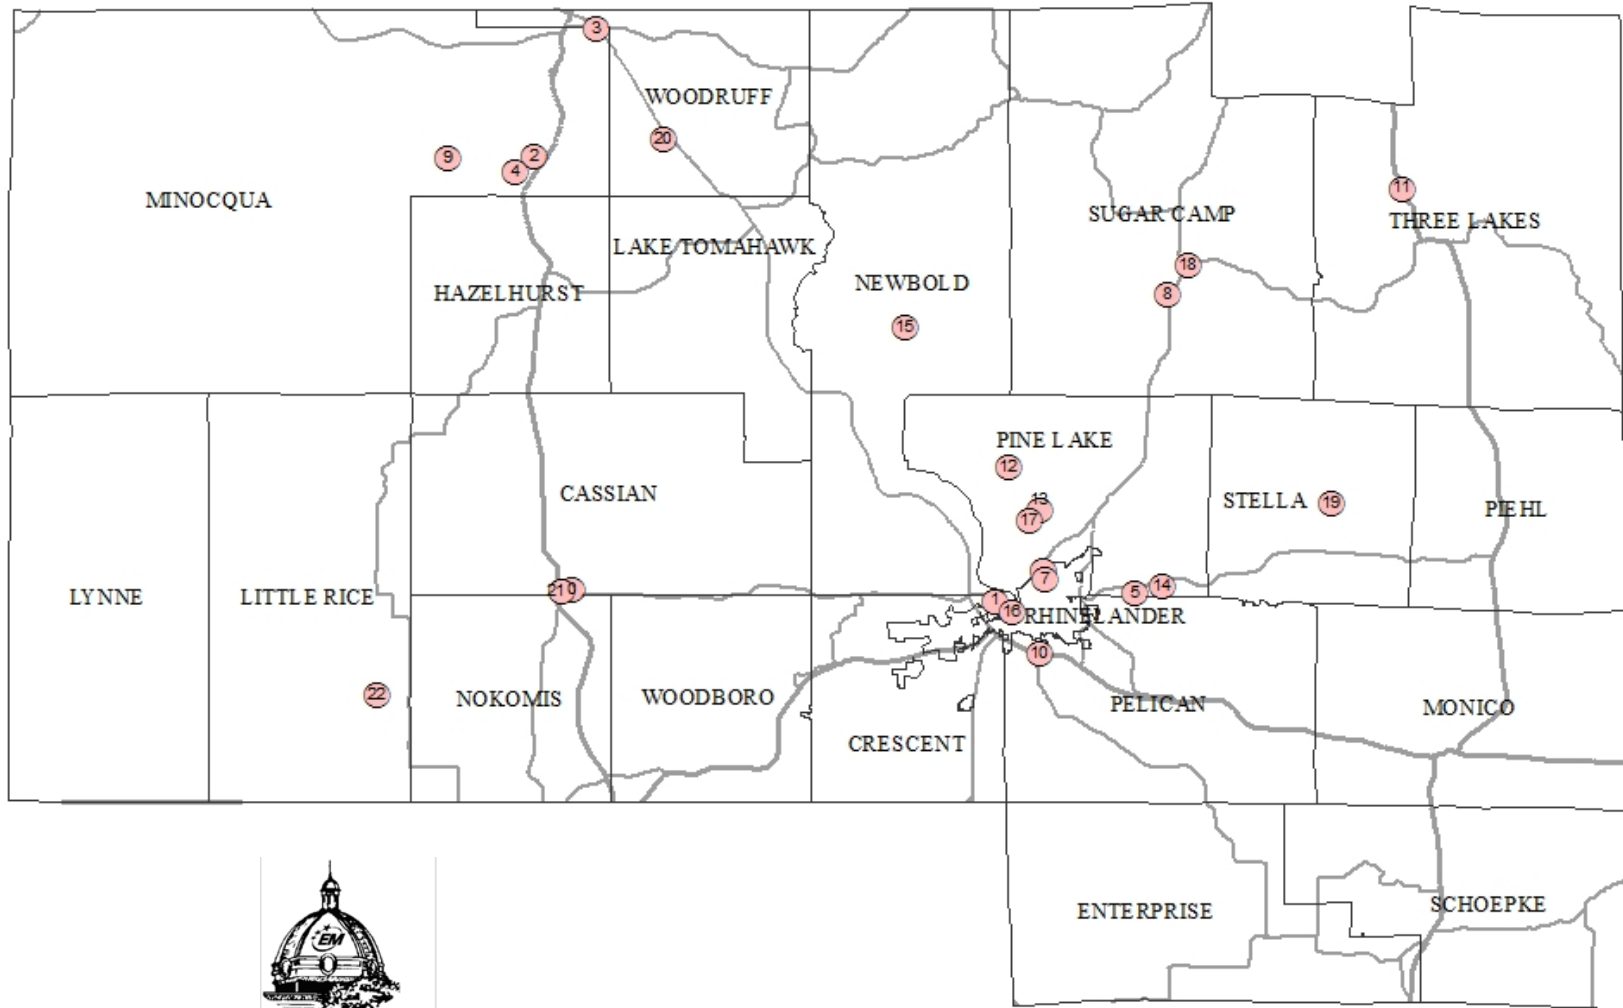 3
WOODRUFF
20
9
2
4
11
MINOCQUA
SUGAR CAMP
THREE LAKES
LAKE TOMAHAWK
18
NEWBOLD
HAZELHURST
8
15
PINE LAKE
12
CASSIAN
13
STELLA
19
17
PIEHL
7
14
210
5
LYNNE
LITTLE RICE
1
16
RHINELANDER
10
22
NOKOMIS
WOODBORO
PELICAN
MONICO
CRESCENT
SCHOEPKE
ENTERPRISE
EM